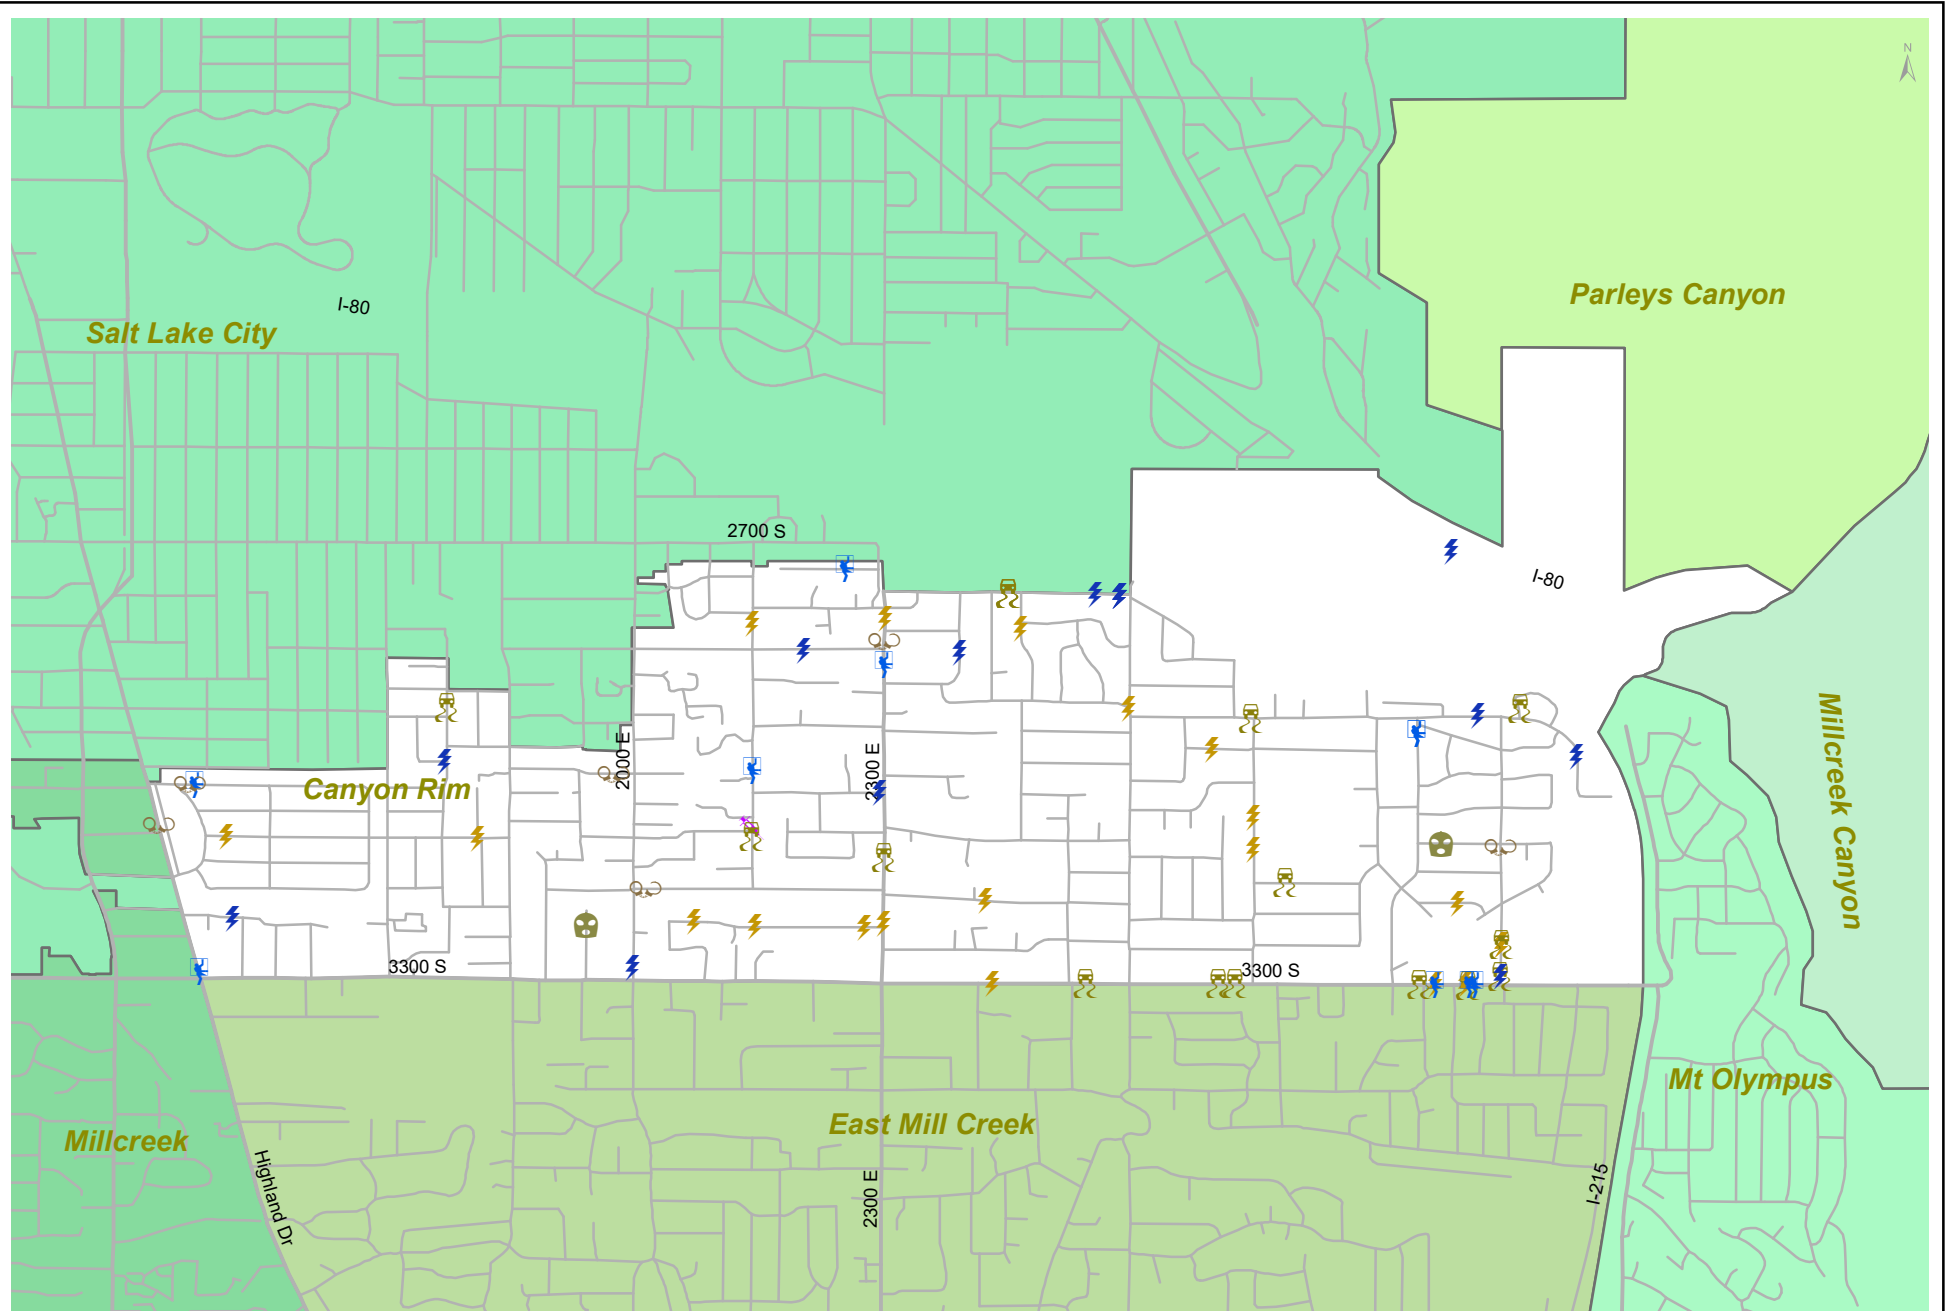 N
Parleys Canyon
I-80
Salt Lake City
2700 S
I-80
Millcreek Canyon
2000 E
2300 E
Canyon Rim
3300 S
3300 S
Mt Olympus
East Mill Creek
Millcreek
Highland Dr
2300 E
I-215